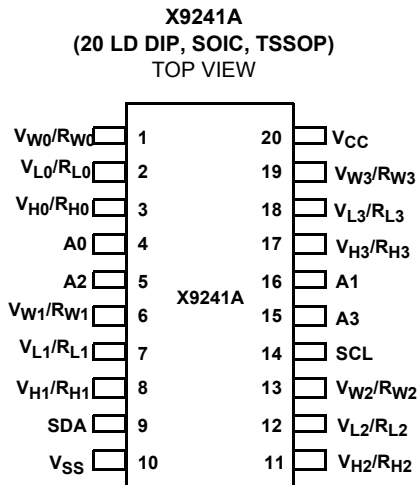 X9241A
(20 LD DIP, SOIC, TSSOP)
TOP VIEW
VW0/RW0 1 20 VCC
VL0/RL0 2 19 VW3/RW3
VH0/RH0 3 18 VL3/RL3
A0 4 17 VH3/RH3
A2 5 16 A1
X9241A
VW1/RW1 6 15 A3
VL1/RL1 7 14 SCL
VH1/RH1 8 13 VW2/RW2
SDA 9 12 VL2/RL2
VSS 10 11 VH2/RH2